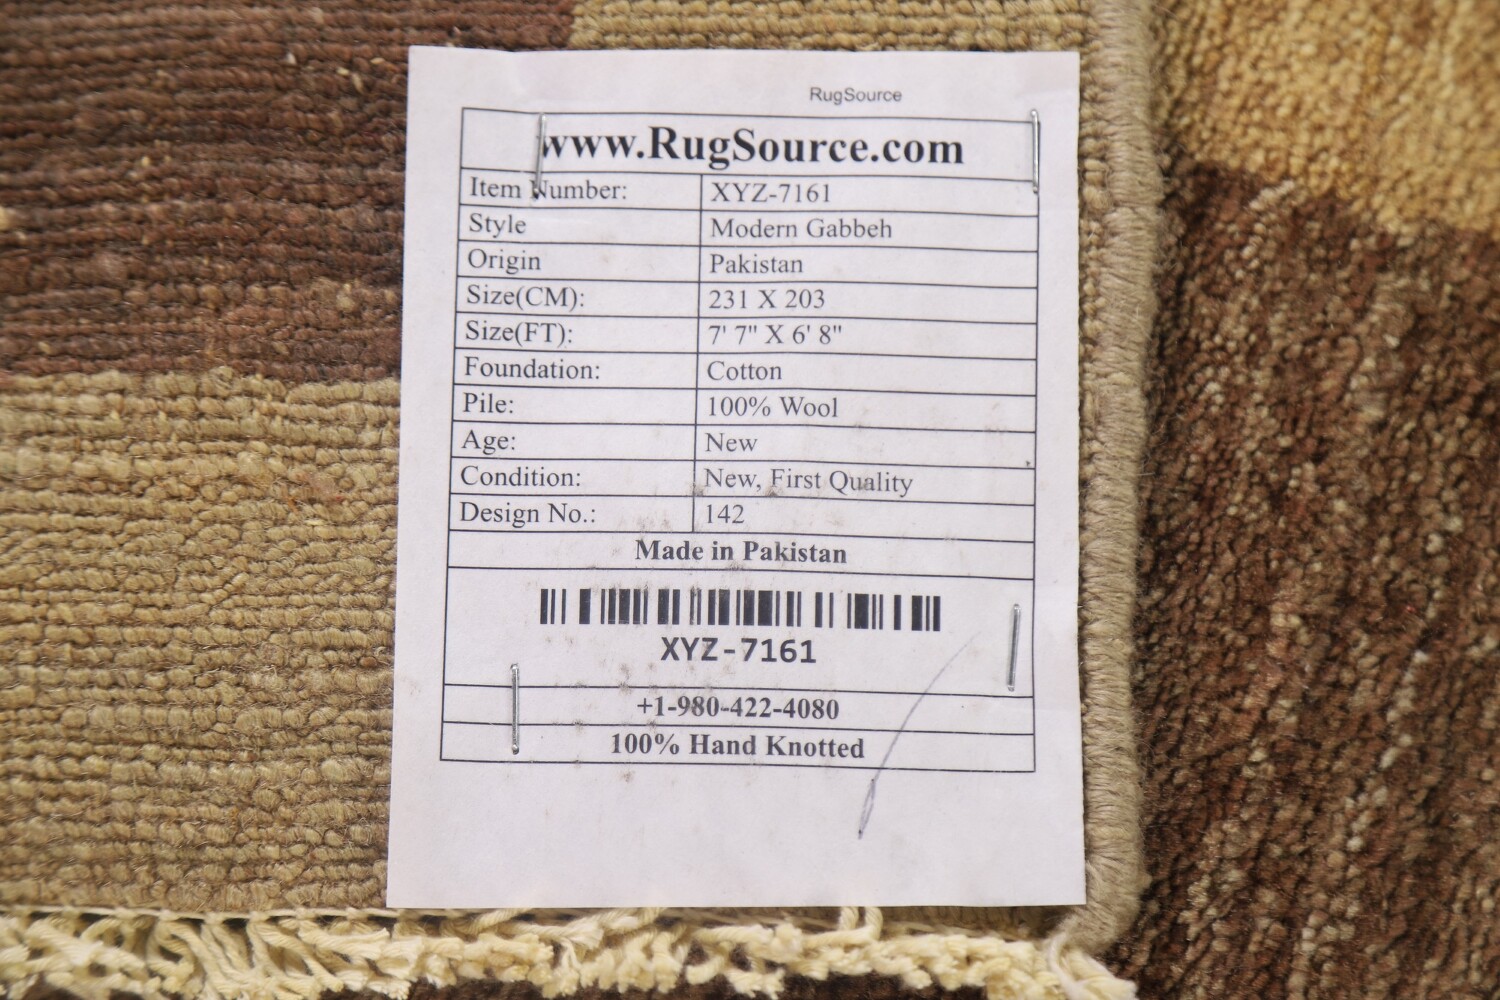 RugSource
www.RugSource.com
Item Number: XYZ-7161
Style Modern Gabbeh
Origin Pakistan
Size(CM): 231 X 203
Size(FT): 7' 7" X 6' 8"
Foundation: Cotton
Pile: 100% Wool
Age: New
Condition: New, First Quality
Design No.: 142
Made in Pakistan
XYZ-7161
+1-980-422-4080
100% Hand Knotted